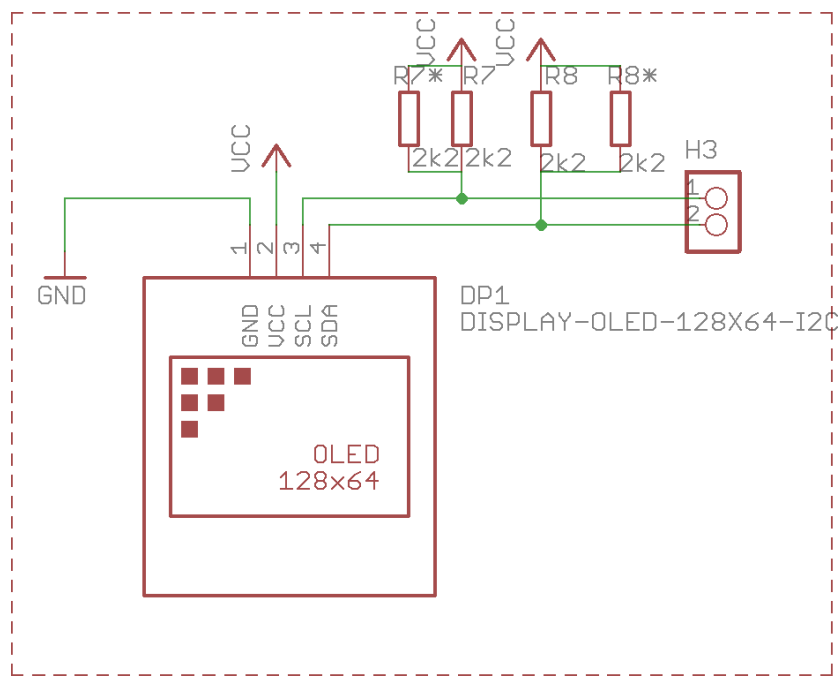 VCC
VCC
R7*
R7
R8
R8*
VCC
2k2
2k2
2k2
2k2
H3
1
2
1
2
3
4
GND
DP1
DISPLAY-OLED-128X64-I2C
GND
VCC
SCL
SDA
OLED
128x64